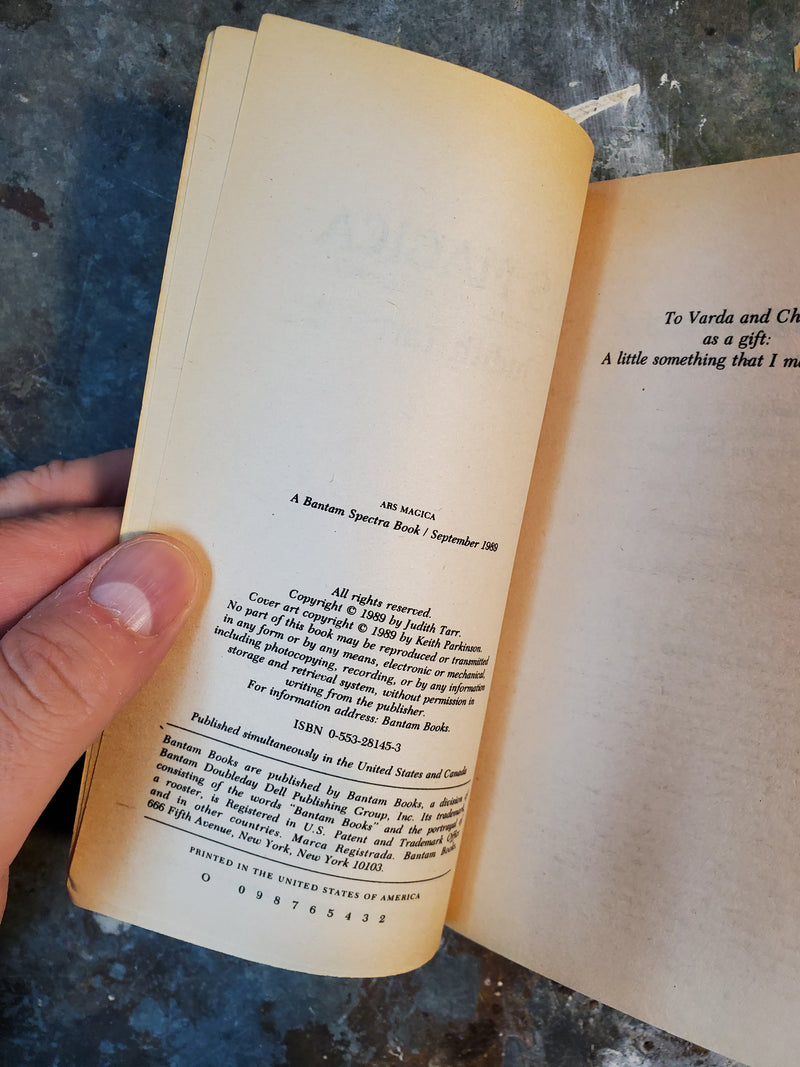 ARS MAGICA
A Bantam Spectra Book / September 1989
All rights reserved.
Copyright © 1989 by Judith Tarr.
Cover art copyright © 1989 by Keith Parkinson.
No part of this book may be reproduced or transmitted
in any form or by any means, electronic or mechanical,
including photocopying, recording, or by any information
storage and retrieval system, without permission in
writing from the publisher.
For information address: Bantam Books.
ISBN 0-553-28145-3
Published simultaneously in the United States and Canada
Bantam Books are published by Bantam Books, a division of
Bantam Doubleday Dell Publishing Group, Inc. Its trademark,
consisting of the words "Bantam Books" and the portrayal of
a rooster, is Registered in U.S. Patent and Trademark Office
and in other countries. Marca Registrada. Bantam Books,
666 Fifth Avenue, New York, New York 10103.
PRINTED IN THE UNITED STATES OF AMERICA
O 0 9 8 7 6 5 4 3 2
To Varda and Ch
as a gift:
A little something that I